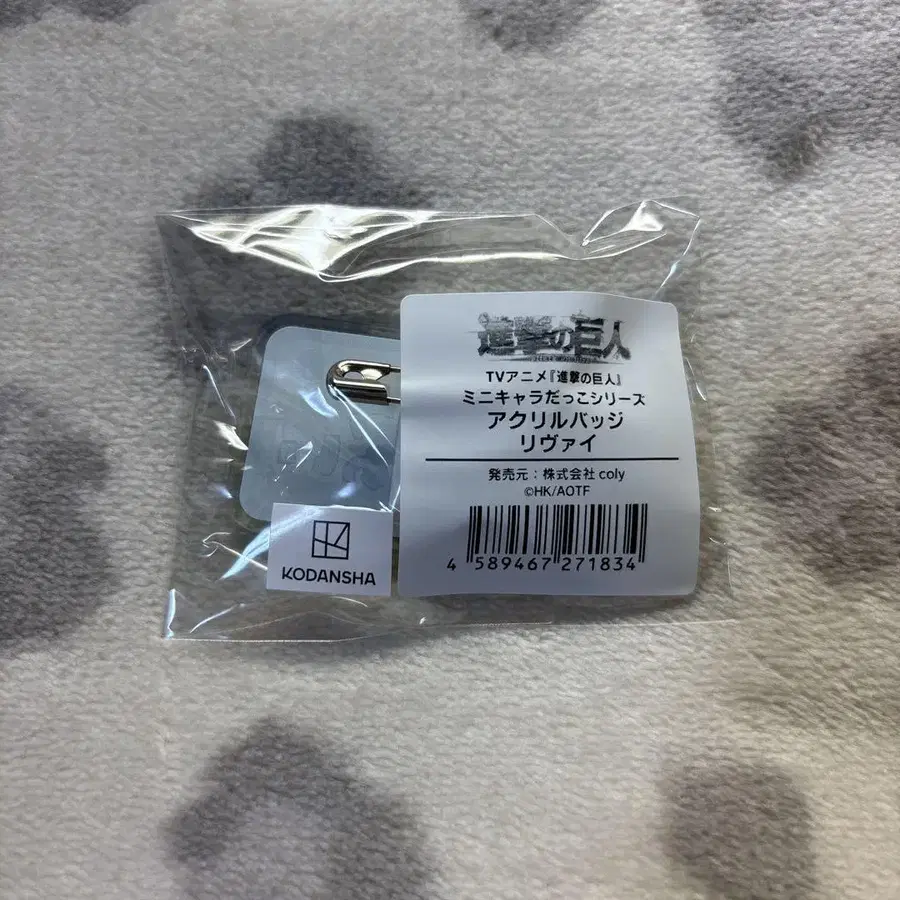 進撃の巨人
TVアニメ『進撃の巨人』
ミニキャラだっこシリーズ
アクリルバッジ
リヴァイ
発売元:株式会社 coly
©HK/AOTF
4 589467 271834
KODANSHA